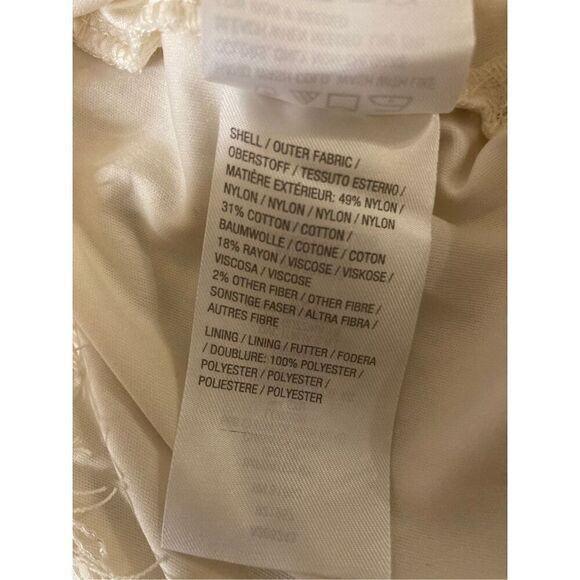 SHELL / OUTER FABRIC /
OBERSTOFF / TESSUTO ESTERNO /
MATIÈRE EXTÉRIEUR: 49% NYLON /
NYLON / NYLON / NYLON / NYLON
31% COTTON / COTTON /
BAUMWOLLE / COTONE / COTON
18% RAYON / VISCOSE / VISKOSE /
VISCOSA / VISCOSE
2% OTHER FIBER / OTHER FIBRE /
SONSTIGE FASER / ALTRA FIBRA /
AUTRES FIBRE
LINING / LINING / FUTTER / FODERA
/ DOUBLURE: 100% POLYESTER /
POLYESTER / POLYESTER /
POLIESTERE / POLYESTER